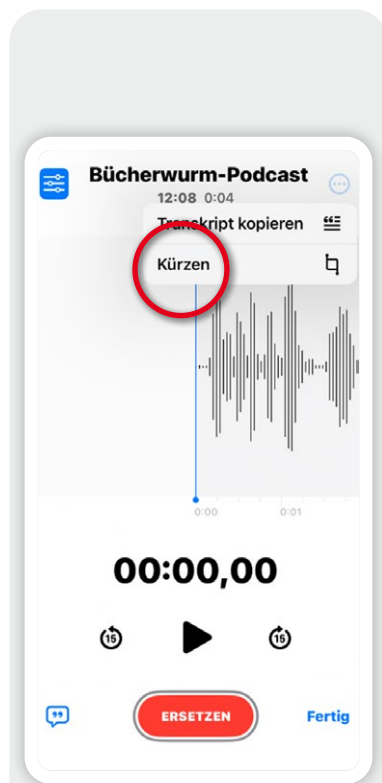 Bücherwurm-Podcast
12:08 0:04
Transkript kopieren
Kürzen
0:00 0:01
00:00,00
15 15
ERSETZEN
Fertig